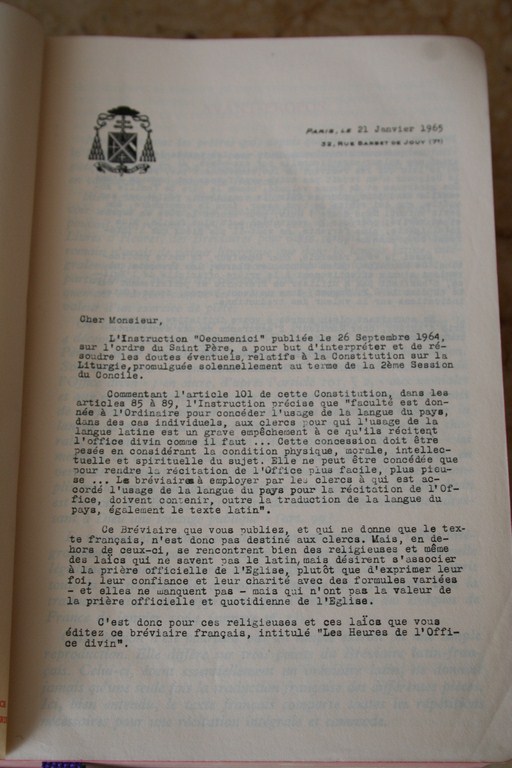 PARIS, LE 21 Janvier 1965
32, RUE BARBET DE JOUY (7e)
Cher Monsieur,
L'Instruction "Oecumenici" publiée le 26 Septembre 1964,
sur l'ordre du Saint Père, a pour but d'interpréter et de ré-
soudre les doutes éventuels, relatifs à la Constitution sur la
Liturgie, promulguée solennellement au terme de la 2ème Session
du Concile.
Commentant l'article 101 de cette Constitution, dans les
articles 85 à 89, l'Instruction précise que "faculté est don-
née à l'Ordinaire pour concéder l'usage de la langue du pays,
dans des cas individuels, aux clercs pour qui l'usage de la
langue latine est un grave empêchement à ce qu'ils récitent
l'office divin comme il faut ... Cette concession doit être
pesée en considérant la condition physique, morale, intellec-
tuelle et spirituelle du sujet. Elle ne peut être concédée que
pour rendre la récitation de l'Office plus facile, plus pieu-
se ... Les bréviaires à employer par les clercs à qui est ac-
cordé l'usage de la langue du pays pour la récitation de l'Of-
fice, doivent contenir, outre la traduction de la langue du
pays, également le texte latin".
Ce Bréviaire que vous publiez, et qui ne donne que le tex-
te français, n'est donc pas destiné aux clercs. Mais, en de-
hors de ceux-ci, se rencontrent bien des religieuses et même
des laïcs qui ne savent pas le latin, mais désirent s'associer
à la prière officielle de l'Eglise, plutôt que d'exprimer leur
foi, leur confiance et leur charité avec des formules variées
- et elles ne manquent pas - mais qui n'ont pas la valeur de
la prière officielle et quotidienne de l'Eglise.
C'est donc pour ces religieuses et ces laïcs que vous
éditez ce bréviaire français, intitulé "Les Heures de l'Offi-
ce divin".